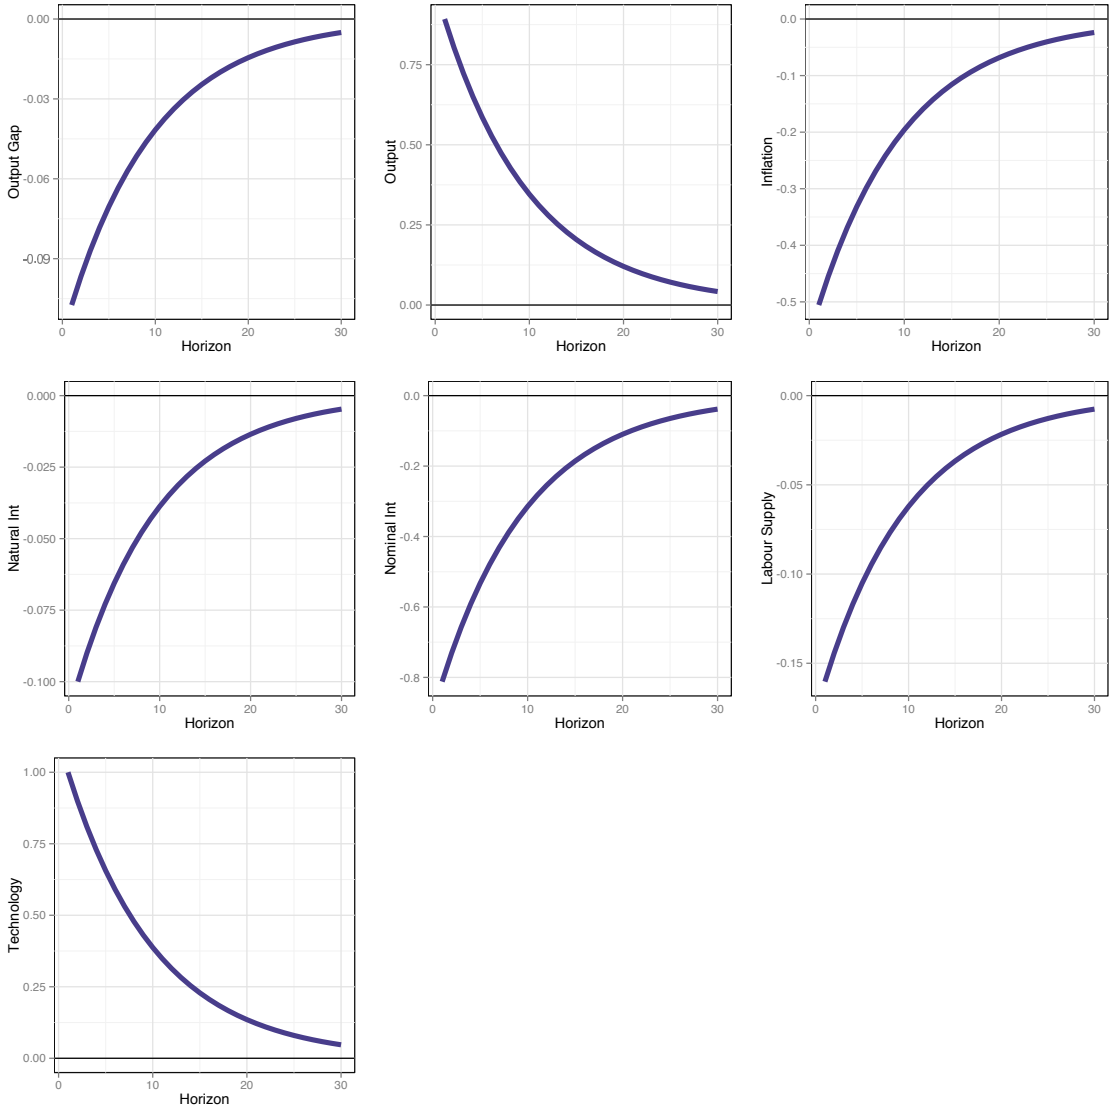 0.00
-0.03
-0.06
-0.09
Output Gap
0 10 20 30
Horizon
0.75
0.50
0.25
0.00
Output
0 10 20 30
Horizon
0.0
-0.1
-0.2
-0.3
-0.4
-0.5
Inflation
0 10 20 30
Horizon
0.000
-0.025
-0.050
-0.075
-0.100
Natural Int
0 10 20 30
Horizon
0.0
-0.2
-0.4
-0.6
-0.8
Nominal Int
0 10 20 30
Horizon
0.00
-0.05
-0.10
-0.15
Labour Supply
0 10 20 30
Horizon
1.00
0.75
0.50
0.25
0.00
Technology
0 10 20 30
Horizon